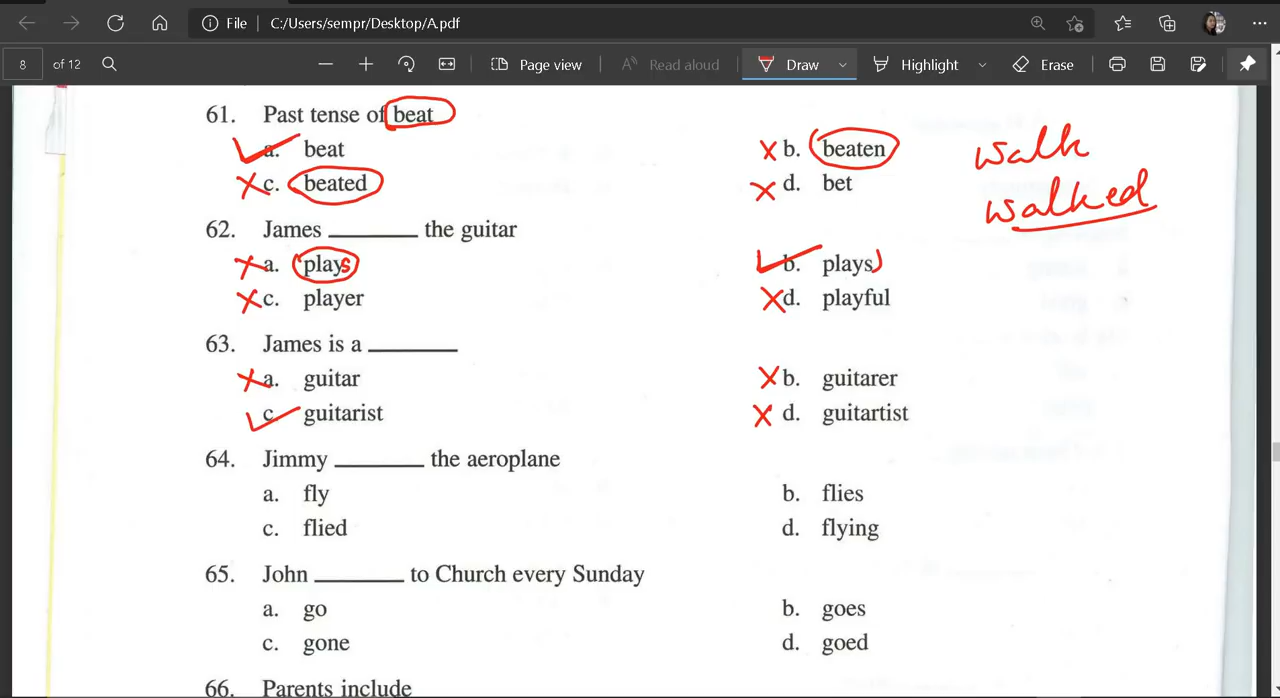 File C:/Users/sempr/Desktop/A.pdf
8 of 12 Page view Read aloud Draw Highlight Erase
61. Past tense of beat
a. beat X b. beaten
X c. beated X d. bet
walk
walked
62. James ________ the guitar
X a. plays b. plays
X c. player X d. playful
63. James is a ________
X a. guitar X b. guitarer
c. guitarist X d. guitartist
64. Jimmy ________ the aeroplane
a. fly b. flies
c. flied d. flying
65. John ________ to Church every Sunday
a. go b. goes
c. gone d. goed
66. Parents include